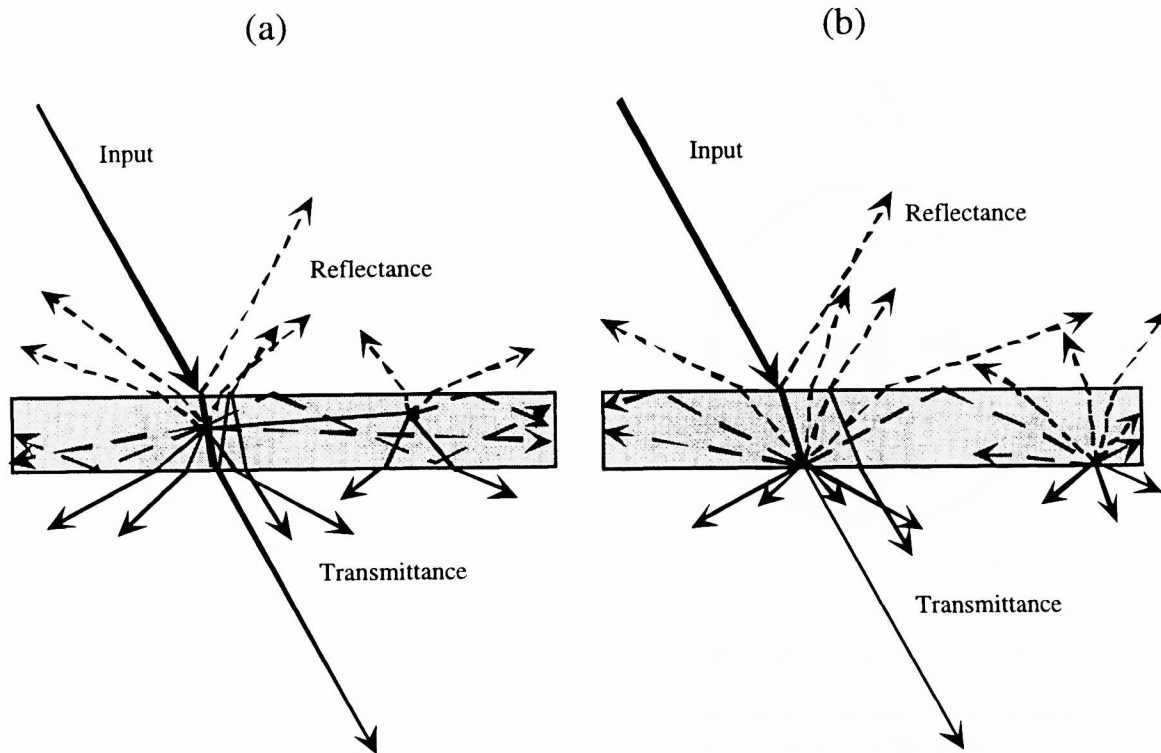 (a)
Input
Reflectance
Transmittance
(b)
Input
Reflectance
Transmittance